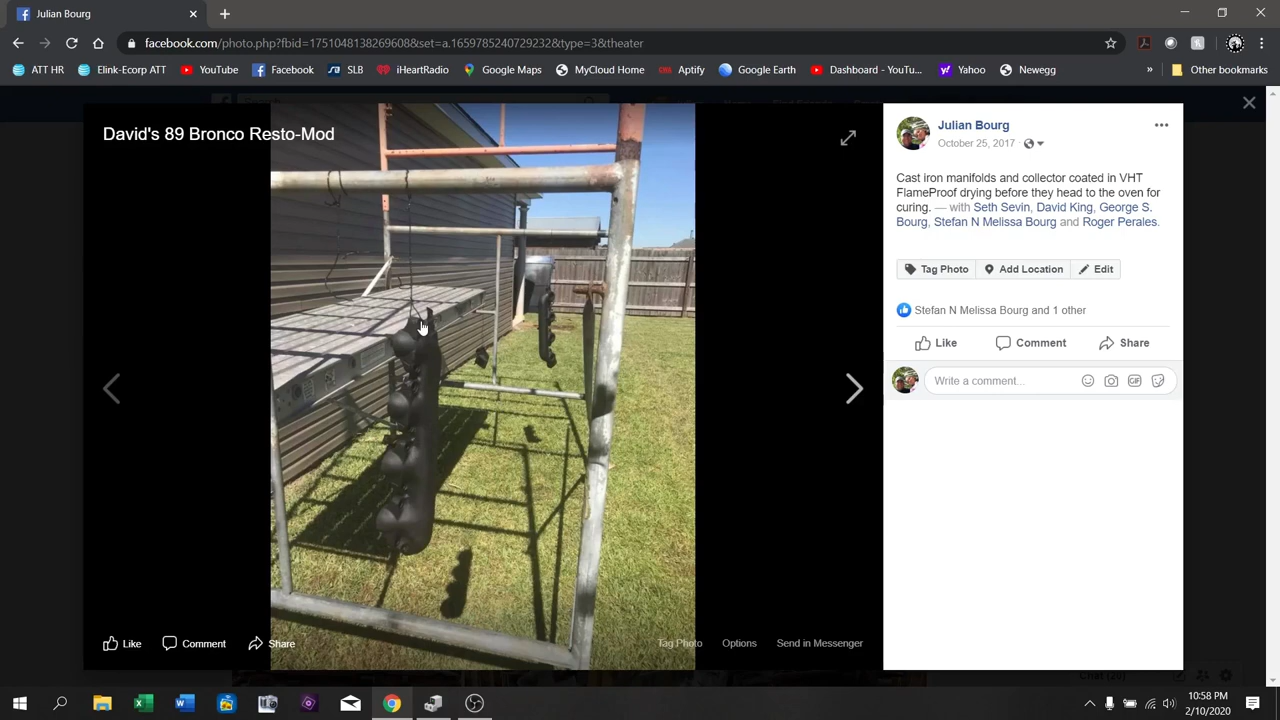 Julian Bourg
facebook.com/photo.php?fbid=1751048138269608&set=a.16597852407292​32&type=3&theater
ATT HR
Elink-Ecorp ATT
YouTube
Facebook
SLB
iHeartRadio
Google Maps
MyCloud Home
Aptify
Google Earth
Dashboard - YouTu...
Yahoo
Newegg
»
Other bookmarks
David's 89 Bronco Resto-Mod
Julian Bourg
October 25, 2017 ·
Cast iron manifolds and collector coated in VHT
FlameProof drying before they head to the oven for
curing. — with Seth Sevin, David King, George S.
Bourg, Stefan N Melissa Bourg and Roger Perales.
Tag Photo
Add Location
Edit
Stefan N Melissa Bourg and 1 other
Like
Comment
Share
Write a comment...
GIF
Like
Comment
Share
Tag Photo
Options
Send in Messenger
Chat (20)
10:58 PM
2/10/2020